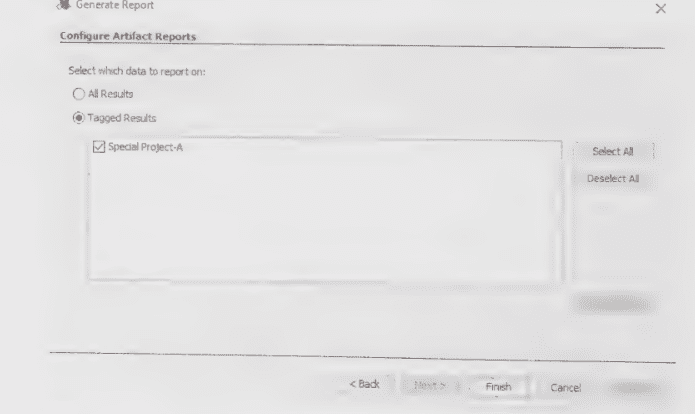 Generate Report
Configure Artifact Reports
Select which data to report on:
All Results
Tagged Results
Special Project-A
Select All
Deselect All
< Back
Next >
Finish
Cancel